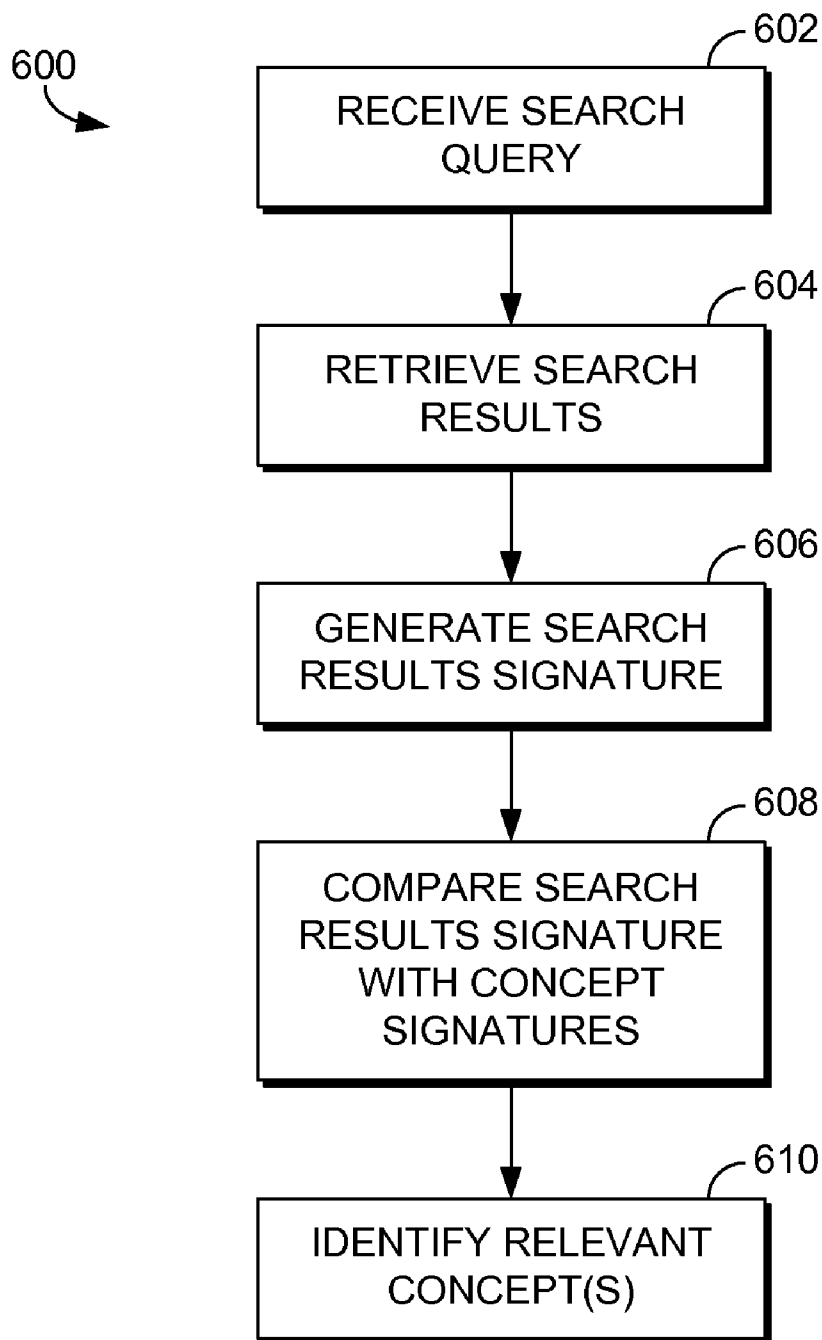 600
602
RECEIVE SEARCH
QUERY
604
RETRIEVE SEARCH
RESULTS
606
GENERATE SEARCH
RESULTS SIGNATURE
608
COMPARE SEARCH
RESULTS SIGNATURE
WITH CONCEPT
SIGNATURES
610
IDENTIFY RELEVANT
CONCEPT(S)